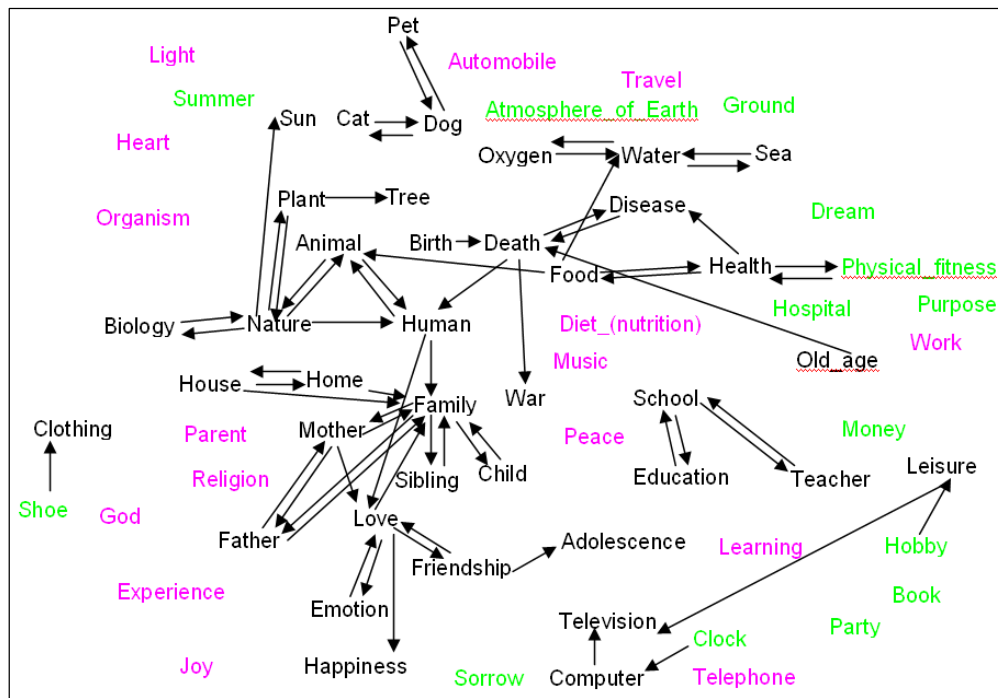 Pet
Light
Automobile
Travel
Summer
Atmosphere_of_Earth
Ground
Sun
Cat
Dog
Heart
Oxygen
Water
Sea
Plant
Tree
Disease
Organism
Dream
Animal
Birth
Death
Food
Health
Physical_fitness
Biology
Nature
Human
Hospital
Purpose
Diet_(nutrition)
Work
Music
Old_age
House
Home
Family
War
School
Clothing
Parent
Mother
Peace
Money
Religion
Sibling
Child
Education
Teacher
Leisure
Shoe
God
Father
Love
Friendship
Adolescence
Learning
Hobby
Experience
Emotion
Book
Television
Clock
Party
Joy
Happiness
Sorrow
Computer
Telephone